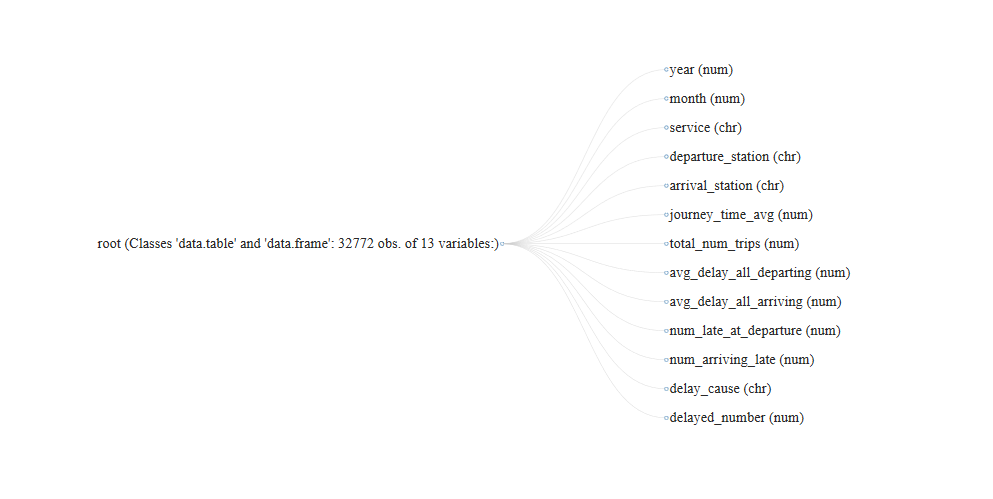 year (num)
month (num)
service (chr)
departure_station (chr)
arrival_station (chr)
journey_time_avg (num)
root (Classes 'data.table' and 'data.frame': 32772 obs. of 13 variables:)
total_num_trips (num)
avg_delay_all_departing (num)
avg_delay_all_arriving (num)
num_late_at_departure (num)
num_arriving_late (num)
delay_cause (chr)
delayed_number (num)